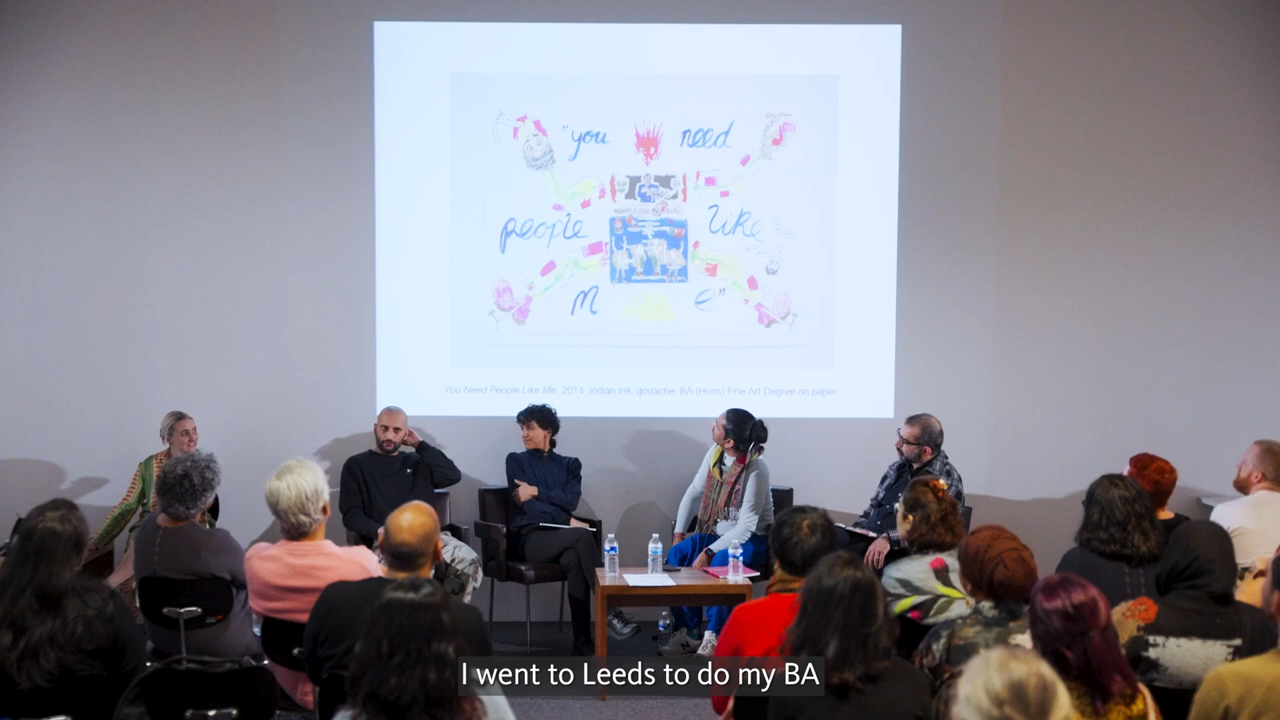 "you need
people like
me"
You Need People Like Me, 2014. Indian Ink, gouache, BA (Hons) Fine Art Degree on paper
I went to Leeds to do my BA